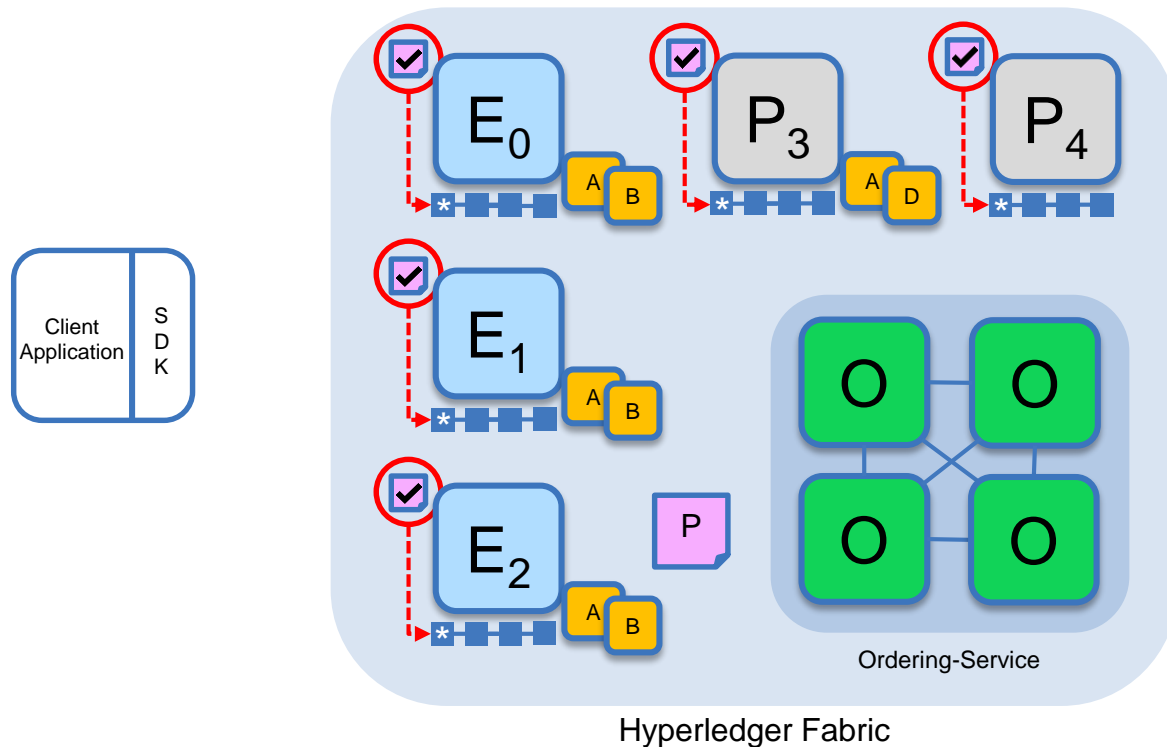 E0
P3
P4
A
B
A
D
*
*
*
Client
Application
S
D
K
E1
A
B
*
O
O
E2
P
O
O
A
B
*
Ordering-Service
Hyperledger Fabric